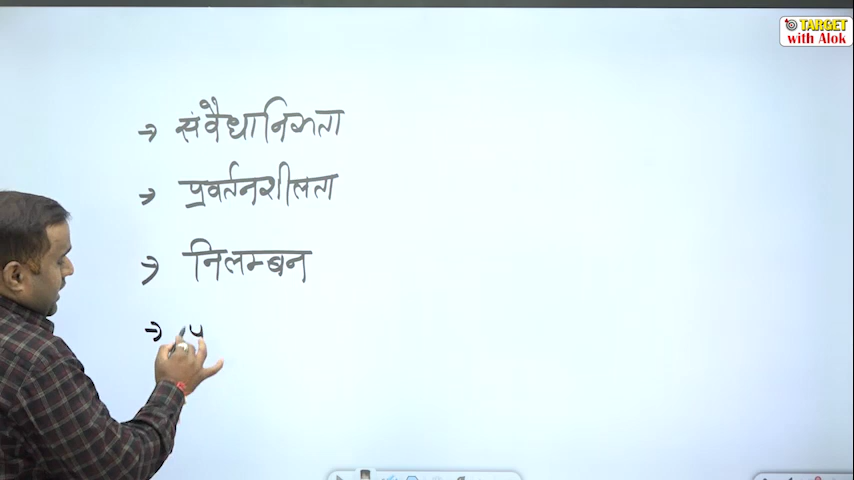 TARGET
with Alok
→ संवैधानिकता
→ प्रवर्तनशीलता
→ निलम्बन
→